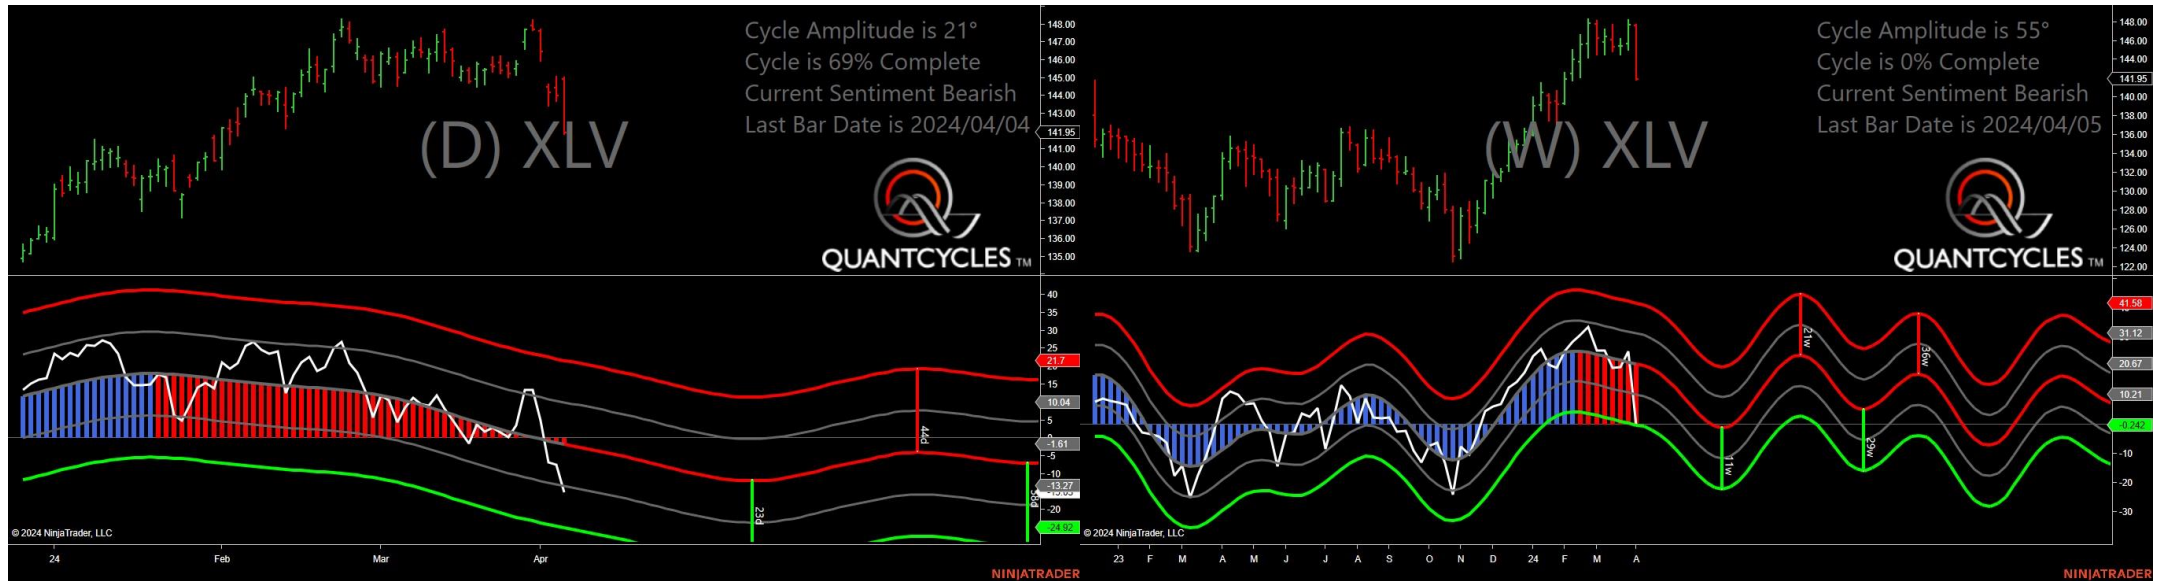 Cycle Amplitude is 21°
Cycle is 69% Complete
Current Sentiment Bearish
Last Bar Date is 2024/04/04
(D) XLV
QUANTCYCLES TM
148.00
147.00
146.00
145.00
144.00
143.00
141.95
141.00
140.00
139.00
138.00
137.00
136.00
135.00
40
35
30
25
21.7
15
10.04
5
-1.61
-5
-10
-13.27
-20
-24.92
44d
23d
58d
© 2024 NinjaTrader, LLC
24
Feb
Mar
Apr
NINJATRADER
Cycle Amplitude is 55°
Cycle is 0% Complete
Current Sentiment Bearish
Last Bar Date is 2024/04/05
(W) XLV
QUANTCYCLES TM
148.00
146.00
144.00
141.95
140.00
138.00
136.00
134.00
132.00
130.00
128.00
126.00
124.00
122.00
41.58
31.12
20.67
10.21
-0.242
-10
-20
-30
21w
36w
11w
29w
© 2024 NinjaTrader, LLC
23
F
M
A
M
J
J
A
S
O
N
D
24
F
M
A
NINJATRADER